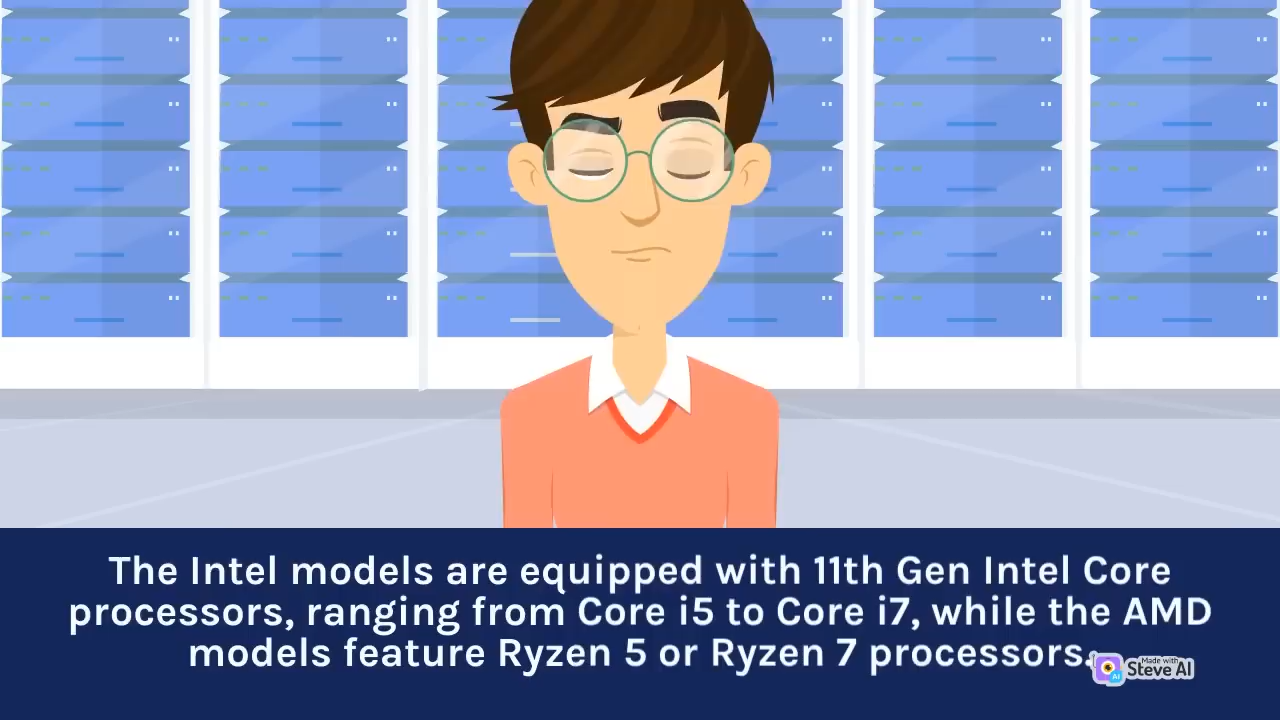 The Intel models are equipped with 11th Gen Intel Core
processors, ranging from Core i5 to Core i7, while the AMD
models feature Ryzen 5 or Ryzen 7 processors.
Made with
Steve AI
AI